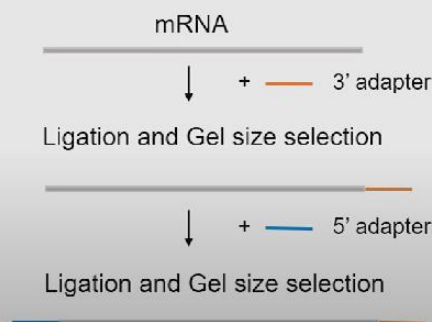 mRNA
+ 3' adapter
Ligation and Gel size selection
+ 5' adapter
Ligation and Gel size selection